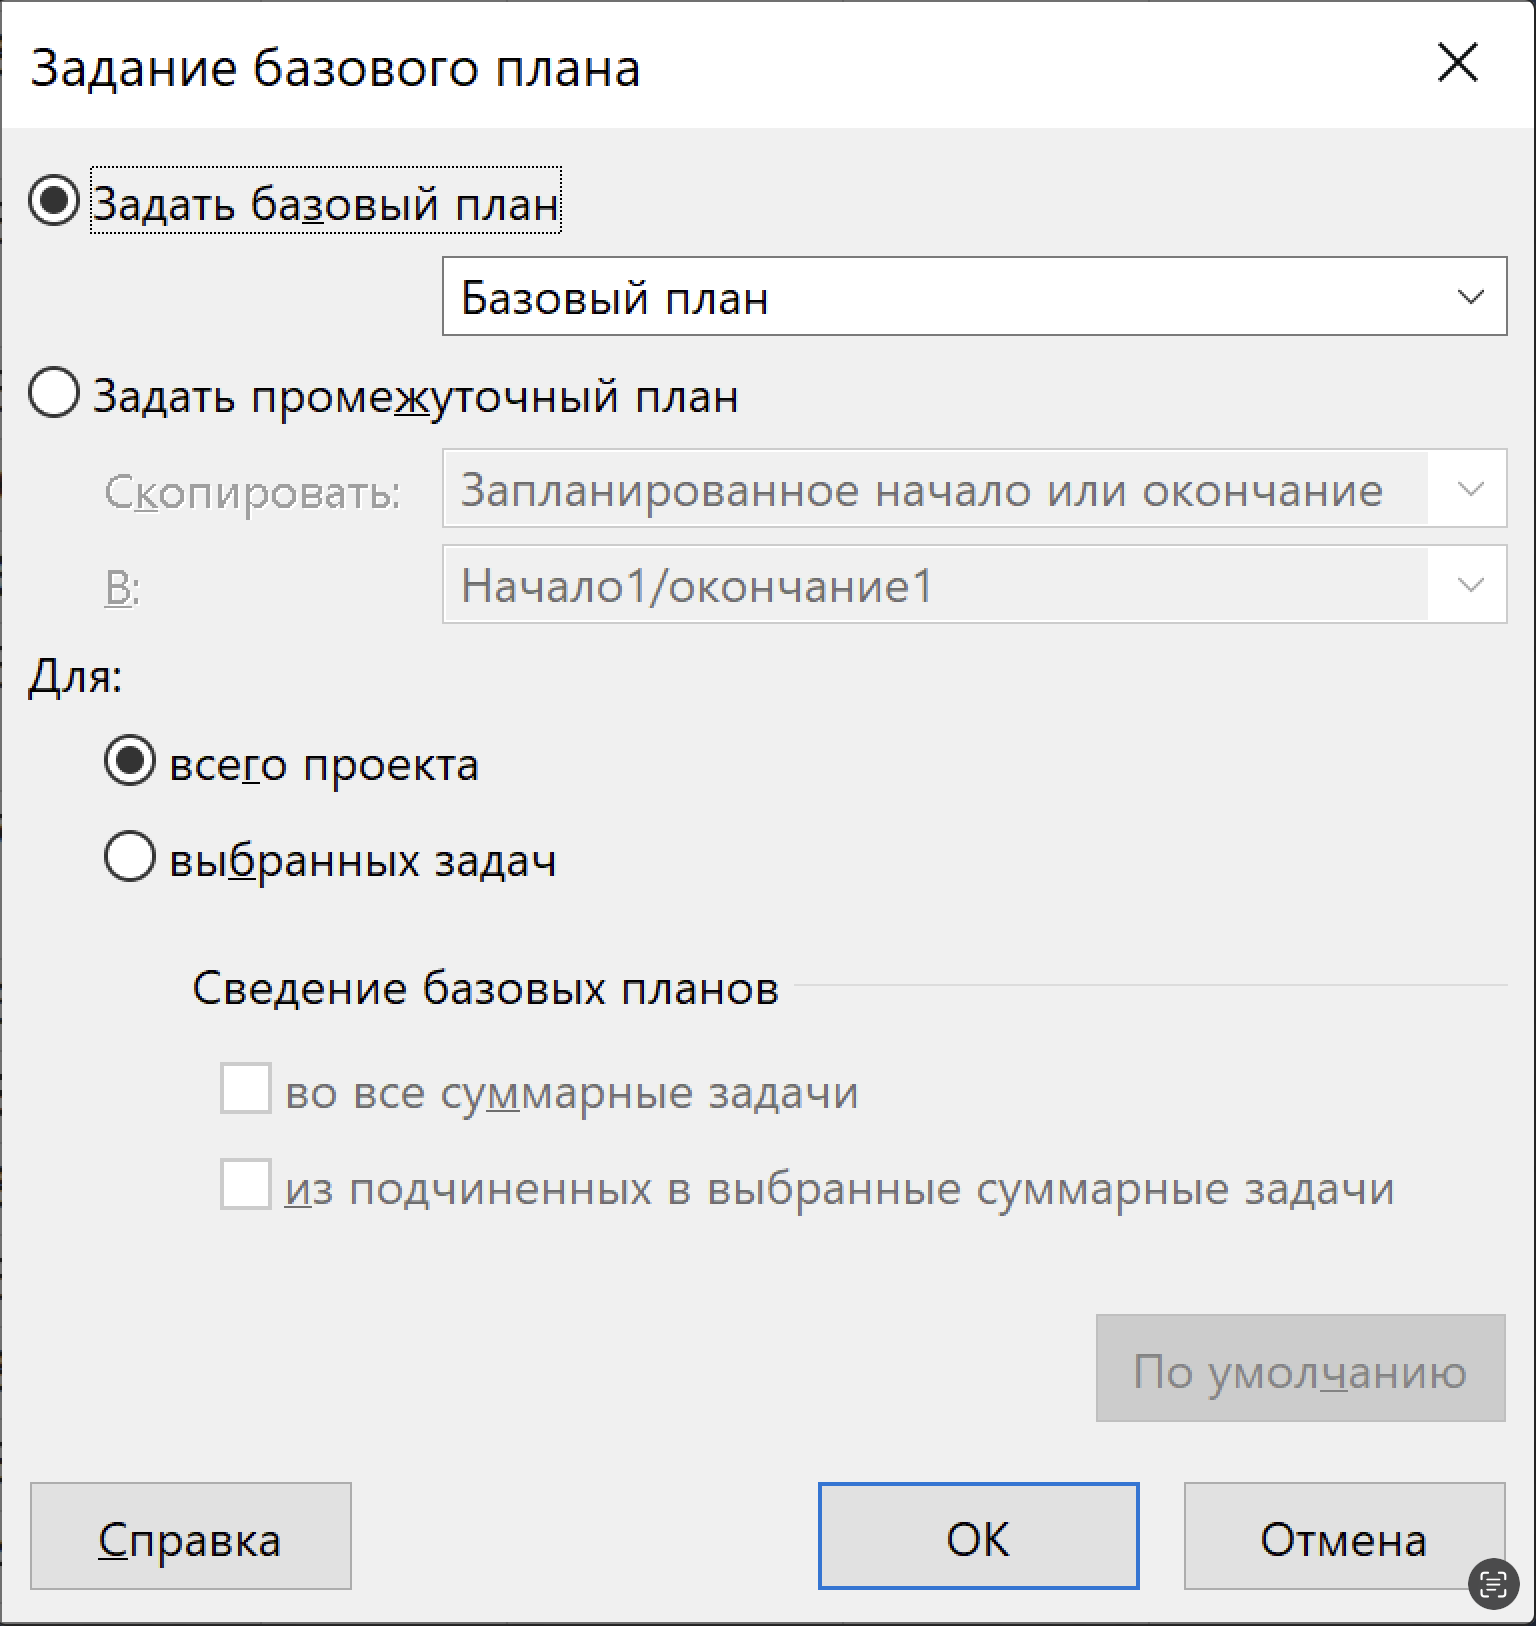 Задание базового плана
Задать базовый план
Базовый план
Задать промежуточный план
Скопировать: Запланированное начало или окончание
В: Начало1/окончание1
Для:
всего проекта
выбранных задач
Сведение базовых планов
во все суммарные задачи
из подчиненных в выбранные суммарные задачи
По умолчанию
Справка ОК Отмена